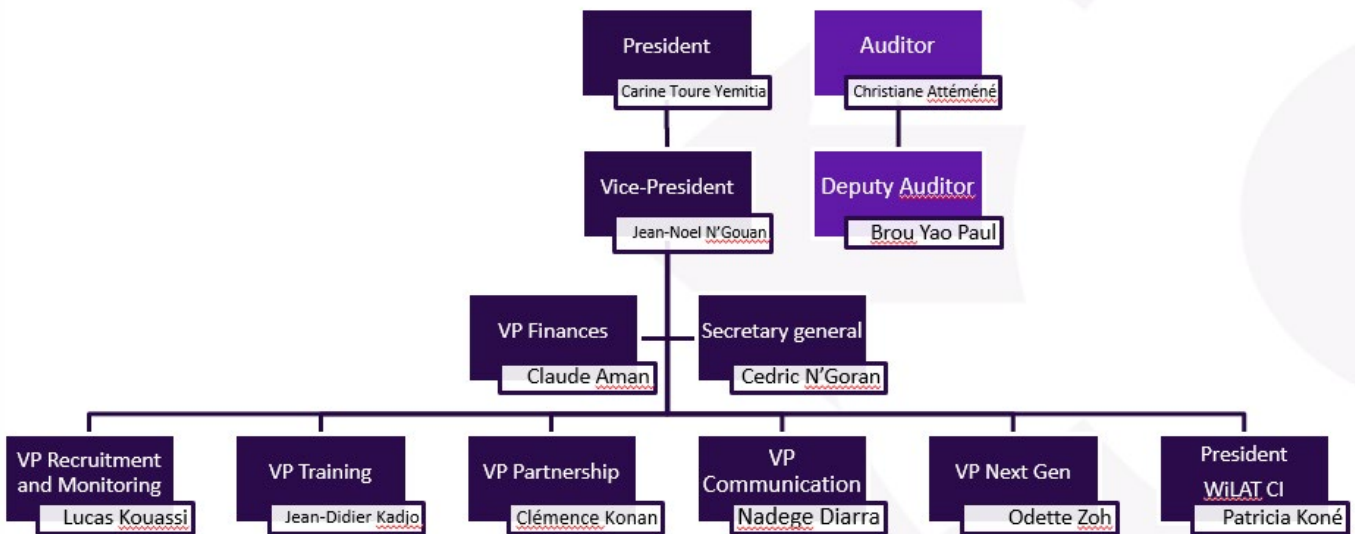 President
Carine Toure Yemitia
Auditor
Christiane Attéméné
Vice-President
Jean-Noel N'Gouan
Deputy Auditor
Brou Yao Paul
VP Finances
Claude Aman
Secretary general
Cedric N'Goran
VP Recruitment
and Monitoring
Lucas Kouassi
VP Training
Jean-Didier Kadjo
VP Partnership
Clémence Konan
VP
Communication
Nadege Diarra
VP Next Gen
Odette Zoh
President
WiLAT CI
Patricia Koné